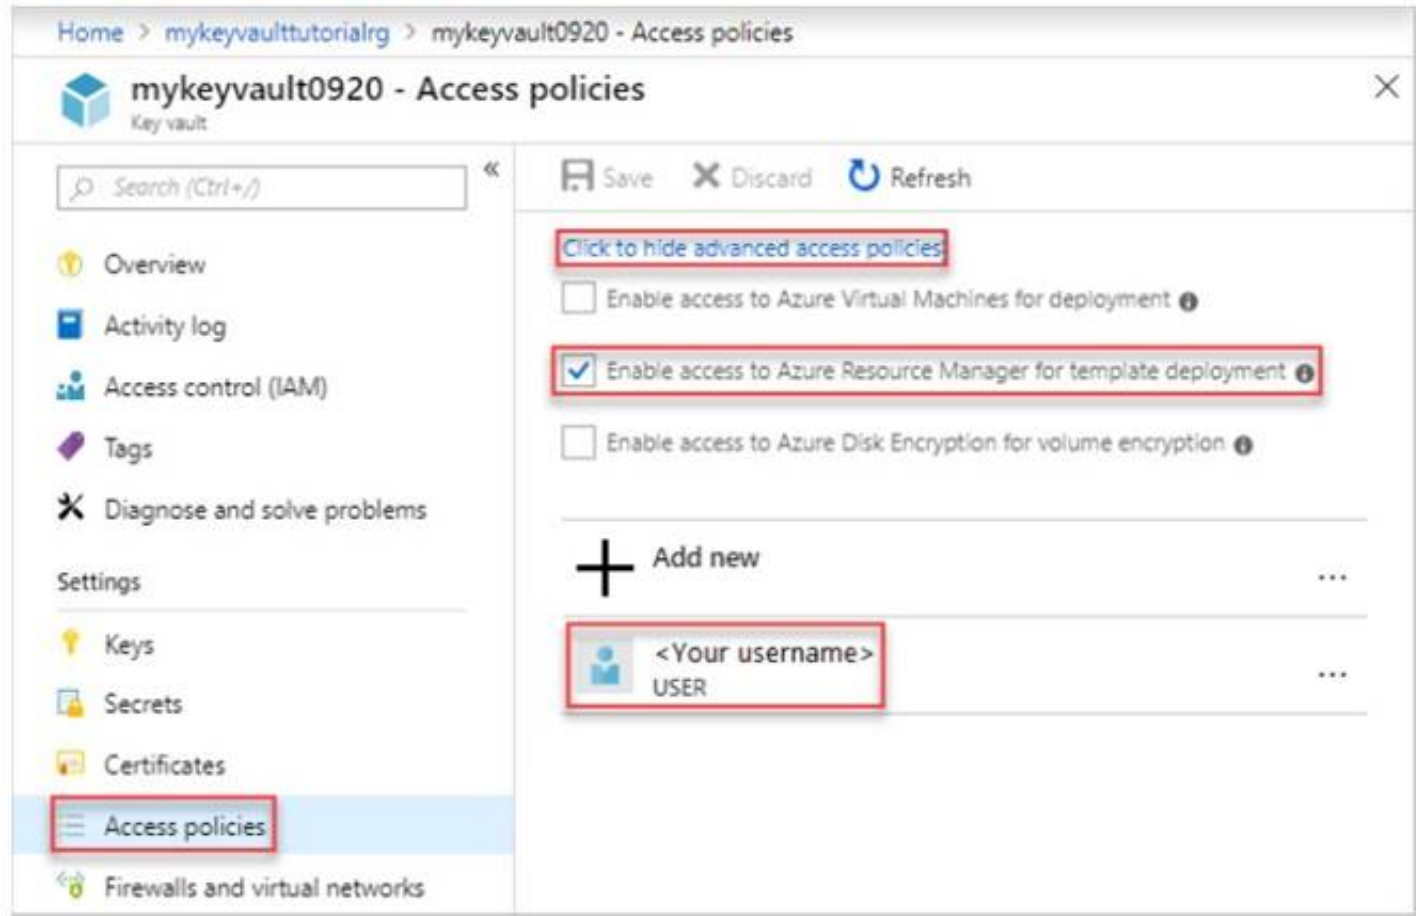 Home > mykeyvaulttutorialrg > mykeyvault0920 - Access policies
mykeyvault0920 - Access policies
Key vault
Search (Ctrl+/)
«
Save Discard Refresh
Click to hide advanced access policies
Overview
Enable access to Azure Virtual Machines for deployment
Activity log
Enable access to Azure Resource Manager for template deployment
Access control (IAM)
Enable access to Azure Disk Encryption for volume encryption
Tags
Diagnose and solve problems
Add new
...
Settings
Keys
<Your username>
USER
...
Secrets
Certificates
Access policies
Firewalls and virtual networks